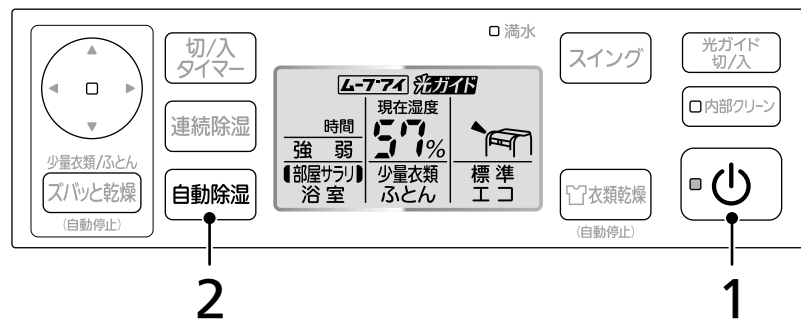 少量衣類/ふとん
ズバッと乾燥
(自動停止)
切/入
タイマー
連続除湿
自動除湿
ムーブアイ 光ガイド
現在湿度
時間
57%
強 弱
部屋サラリ 少量衣類 標準
浴室 ふとん エコ
満水
スイング
衣類乾燥
(自動停止)
光ガイド
切/入
内部クリーン
2
1